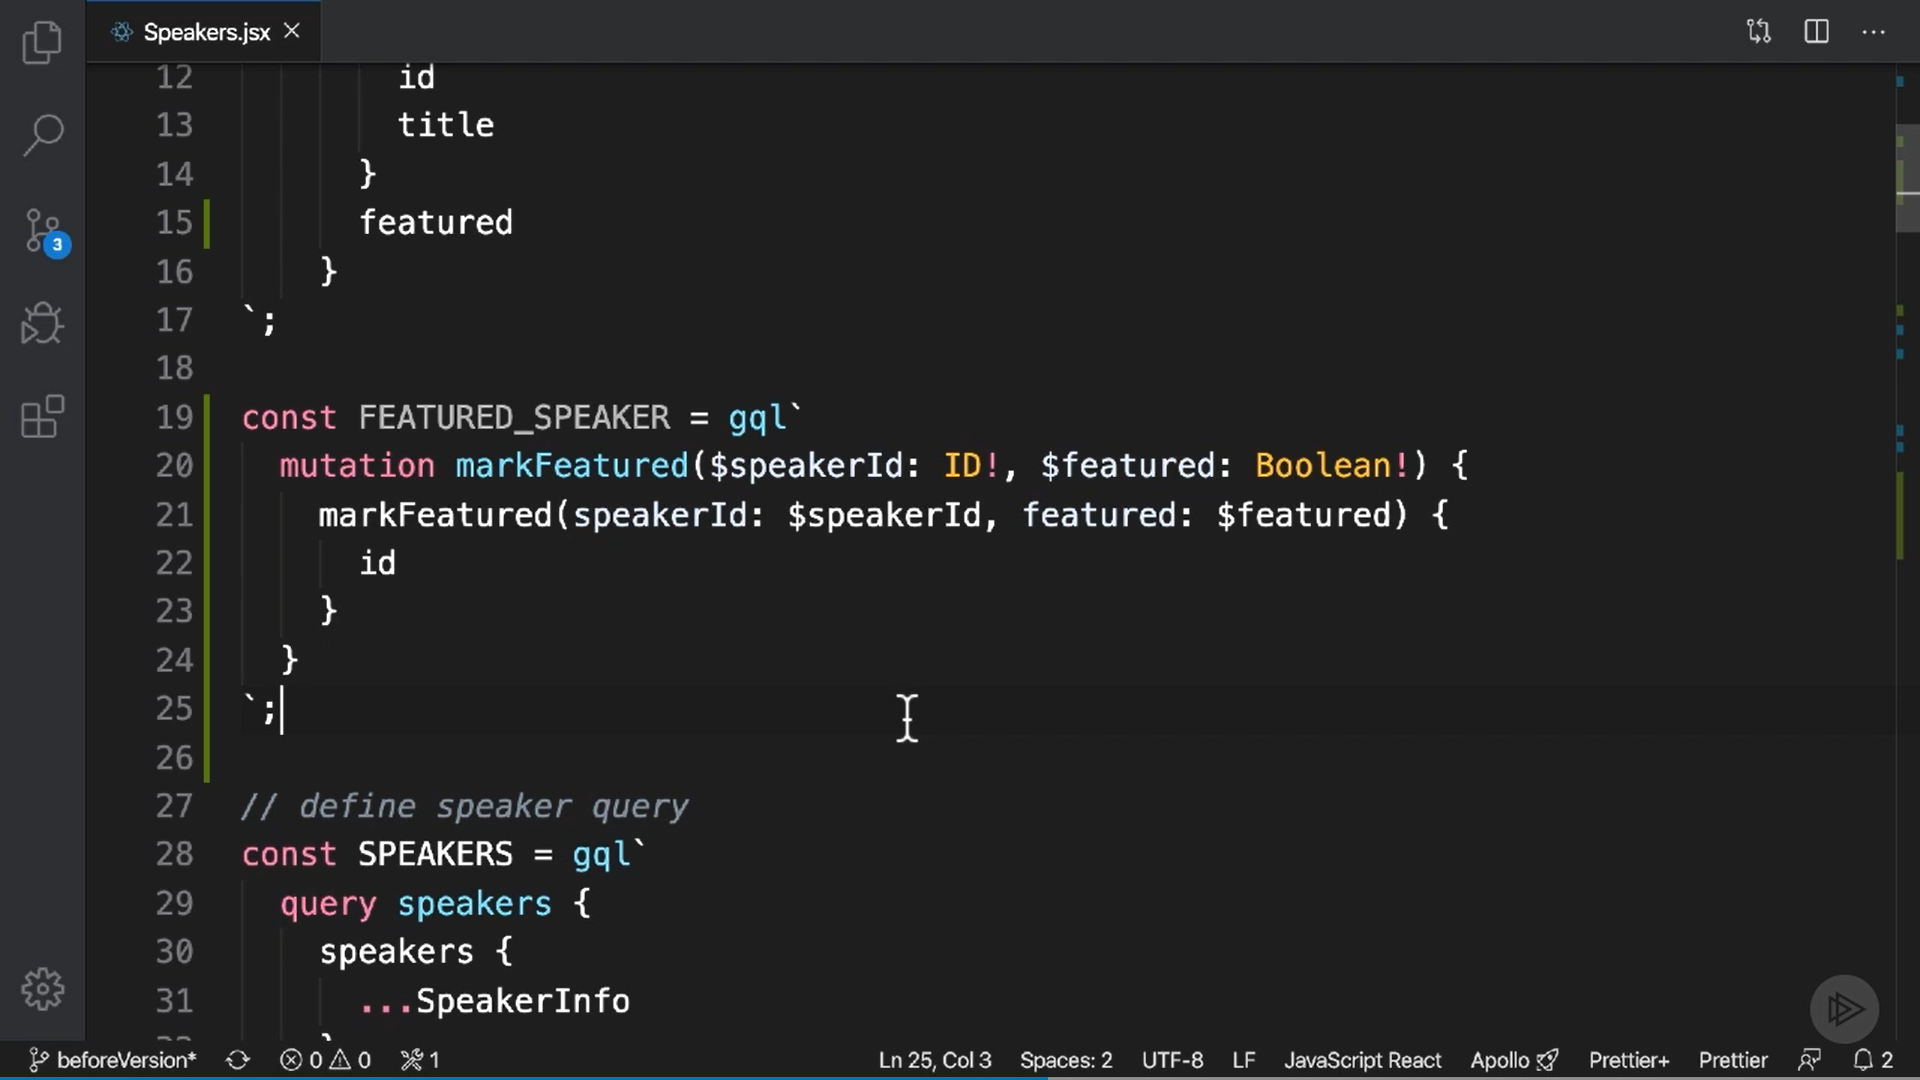 Speakers.jsx
12 id
13 title
14 }
15 featured
16 }
17 `;
18
19 const FEATURED_SPEAKER = gql`
20 mutation markFeatured($speakerId: ID!, $featured: Boolean!) {
21 markFeatured(speakerId: $speakerId, featured: $featured) {
22 id
23 }
24 }
25 `;
26
27 // define speaker query
28 const SPEAKERS = gql`
29 query speakers {
30 speakers {
31 ...SpeakerInfo
3
beforeVersion* 0 0 1 Ln 25, Col 3 Spaces: 2 UTF-8 LF JavaScript React Apollo Prettier+ Prettier 2